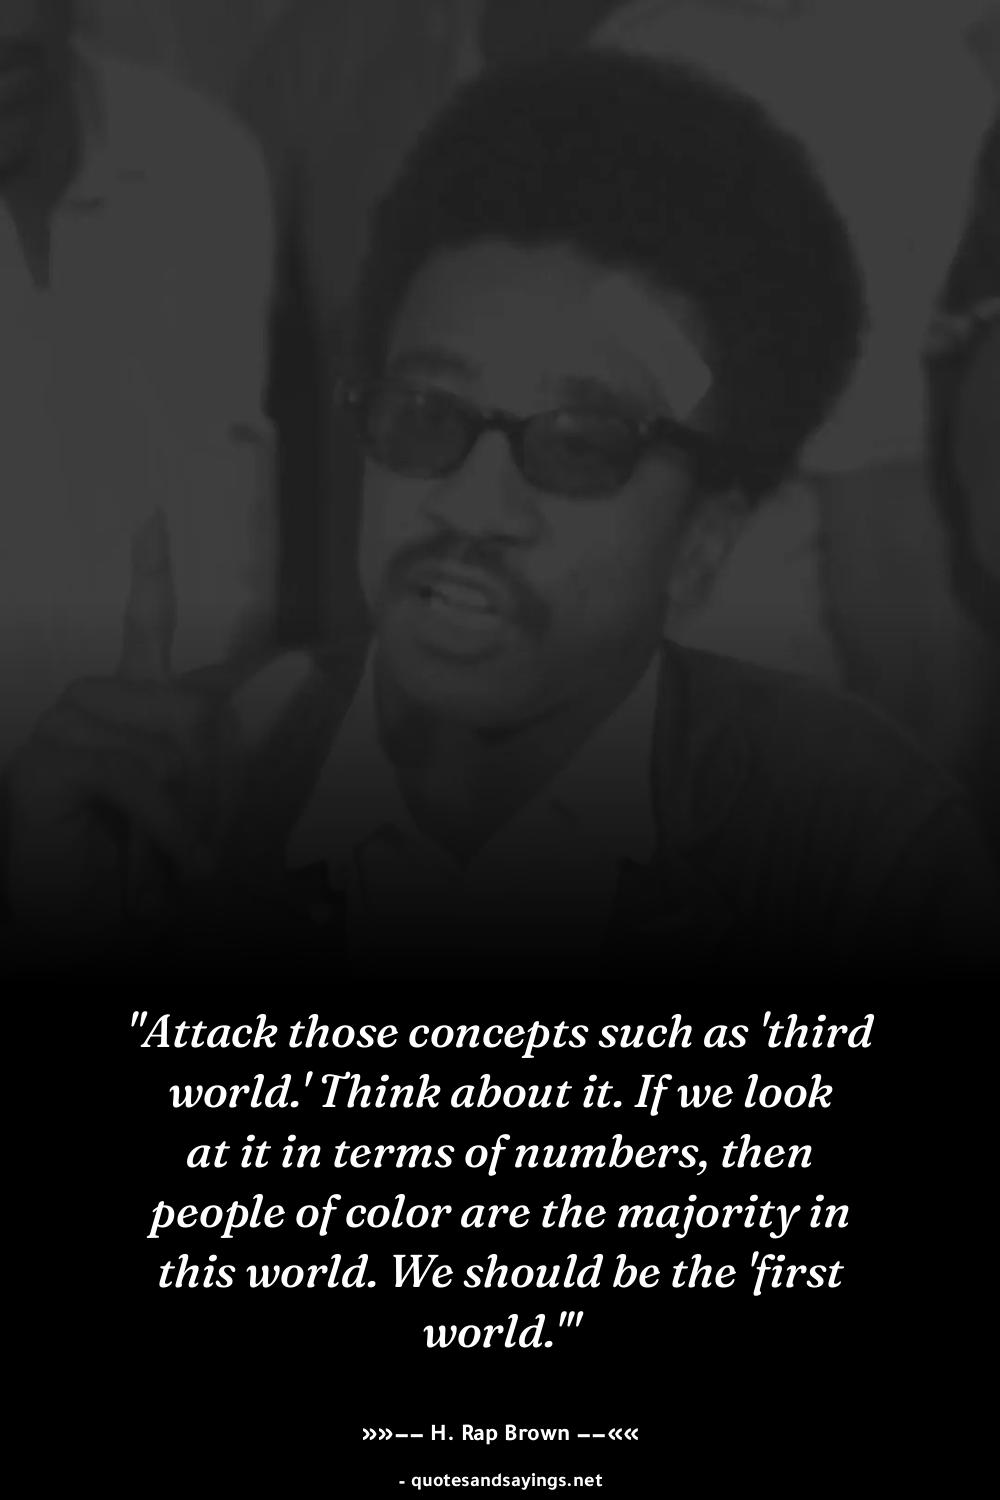 "Attack those concepts such as 'third
world.' Think about it. If we look
at it in terms of numbers, then
people of color are the majority in
this world. We should be the 'first
world.'"
»»−− H. Rap Brown −−««
- quotesandsayings.net